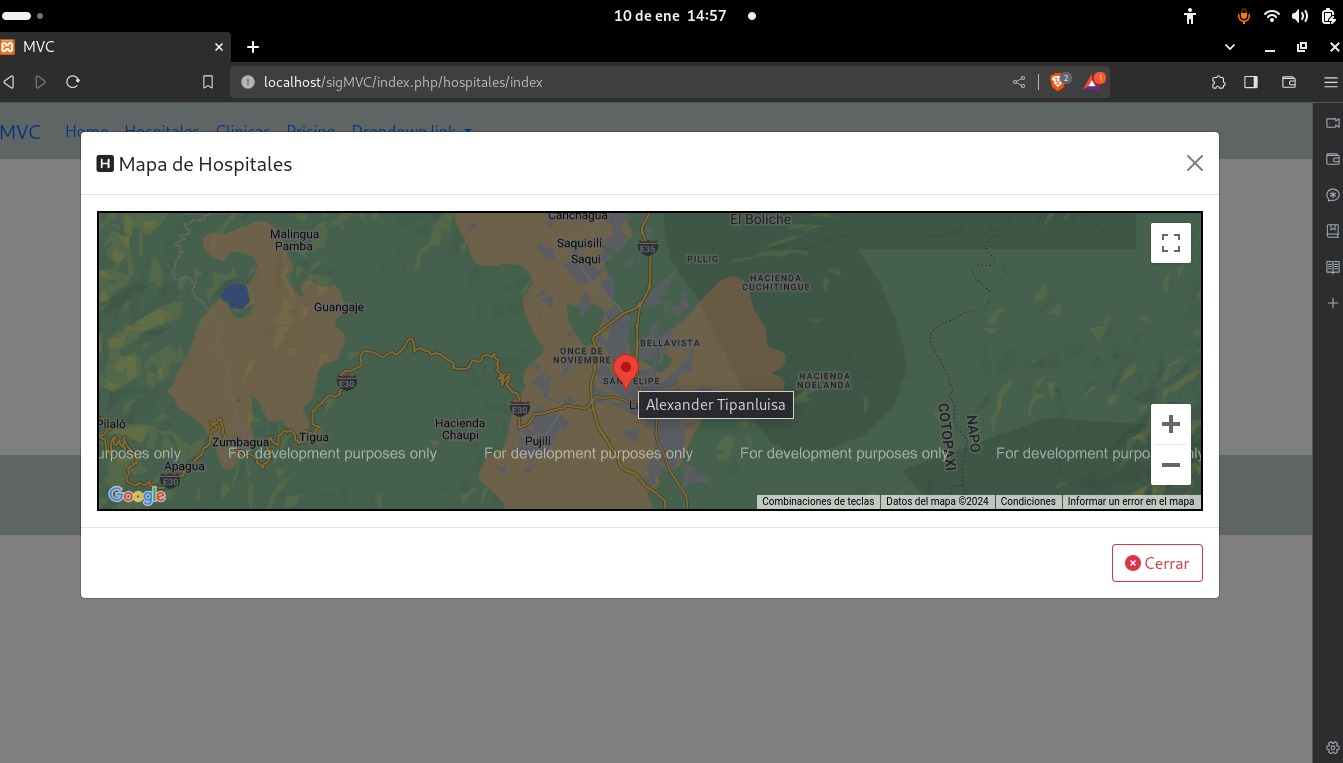 10 de ene 14:57
MVC
localhost/sigMVC/index.php/hospitales/index
2
1
MVC Home Hospitales Clinicas Pricing Dropdown link
H Mapa de Hospitales
Canchagua
El Boliche
Malingua
Pamba
Saquisilí
Saqui
E35
PILLIG
HACIENDA
CUCHITINGUE
Guangaje
BELLAVISTA
ONCE DE
NOVIEMBRE
SAN FELIPE
HACIENDA
NOELANDA
E30
E30
Alexander Tipanluisa
Pilaló
Hacienda
Chaupi
COTOPAXI
NAPO
Zumbagua
Tigua
Pujilí
urposes only
For development purposes only
For development purposes only
For development purposes only
For development purpo
Apagua
E30
Google
Combinaciones de teclas
Datos del mapa ©2024
Condiciones
Informar un error en el mapa
Cerrar